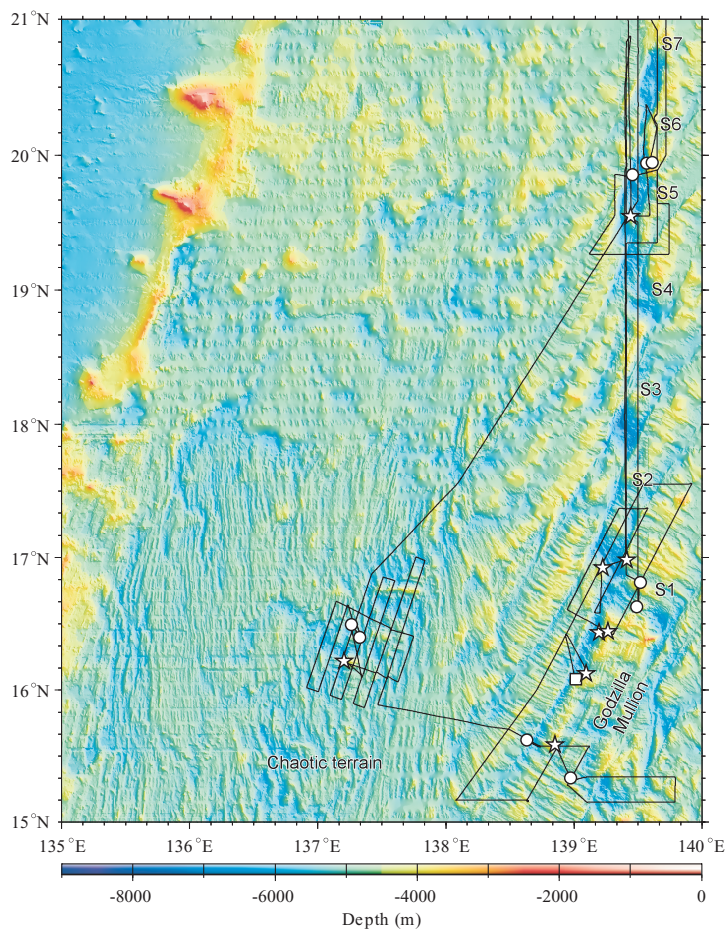 21°N
S7
S6
20°N
S5
19°N
S4
S3
18°N
S2
17°N
S1
16°N
Godzilla
Mullion
Chaotic terrain
15°N
135°E
136°E
137°E
138°E
139°E
140°E
-8000
-6000
-4000
-2000
0
Depth (m)